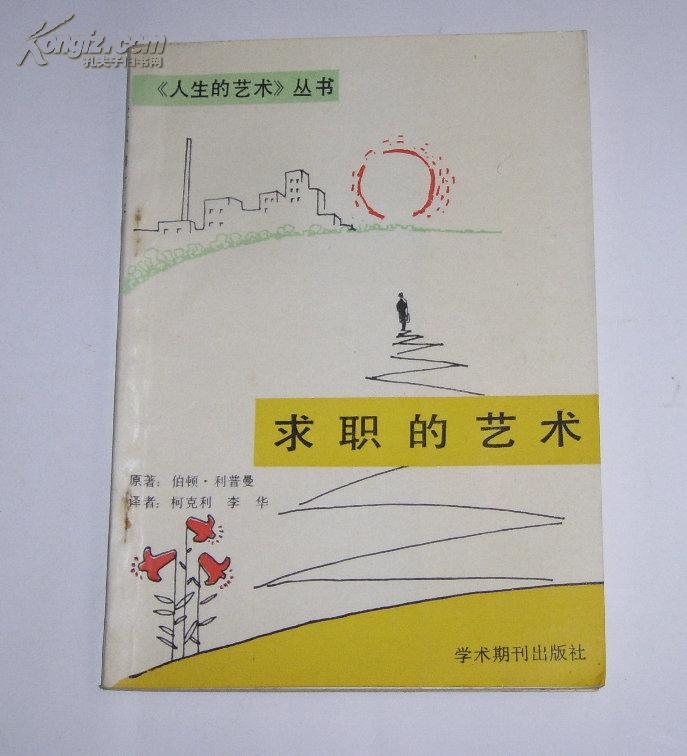 Kongfz.com
孔夫子旧书网
《人生的艺术》丛书
求职的艺术
原著：伯顿·利普曼
译者：柯克利 李 华
学术期刊出版社